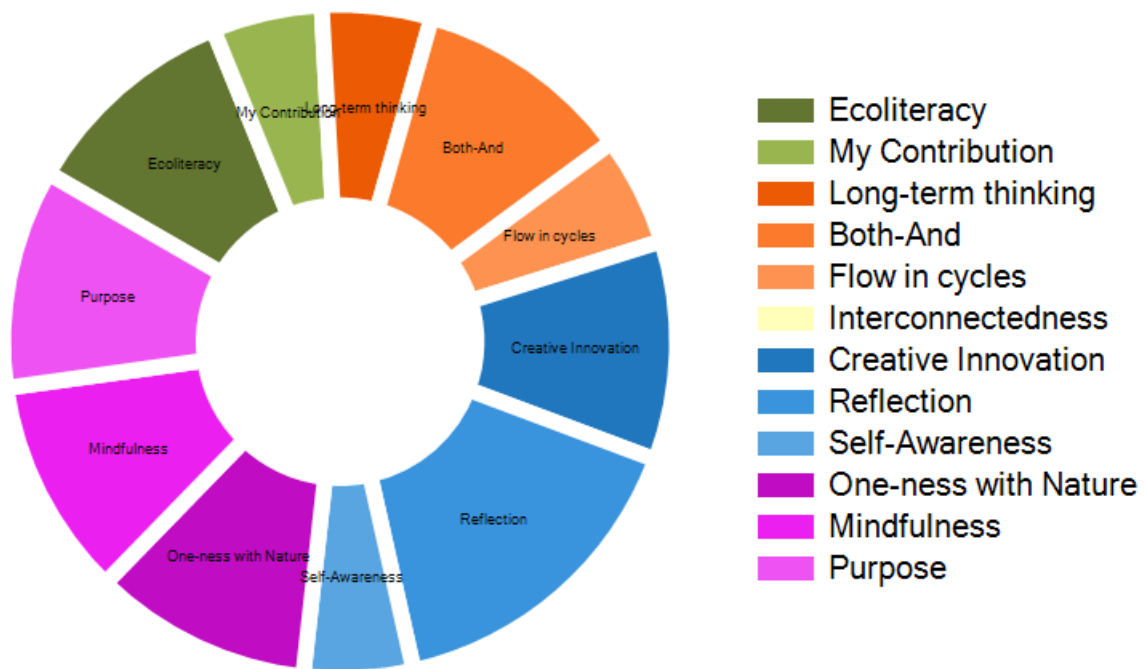 My Contribution
Long-term thinking
Both-And
Ecoliteracy
Flow in cycles
Purpose
Creative Innovation
Mindfulness
Reflection
One-ness with Nature
Self-Awareness
Ecoliteracy
My Contribution
Long-term thinking
Both-And
Flow in cycles
Interconnectedness
Creative Innovation
Reflection
Self-Awareness
One-ness with Nature
Mindfulness
Purpose